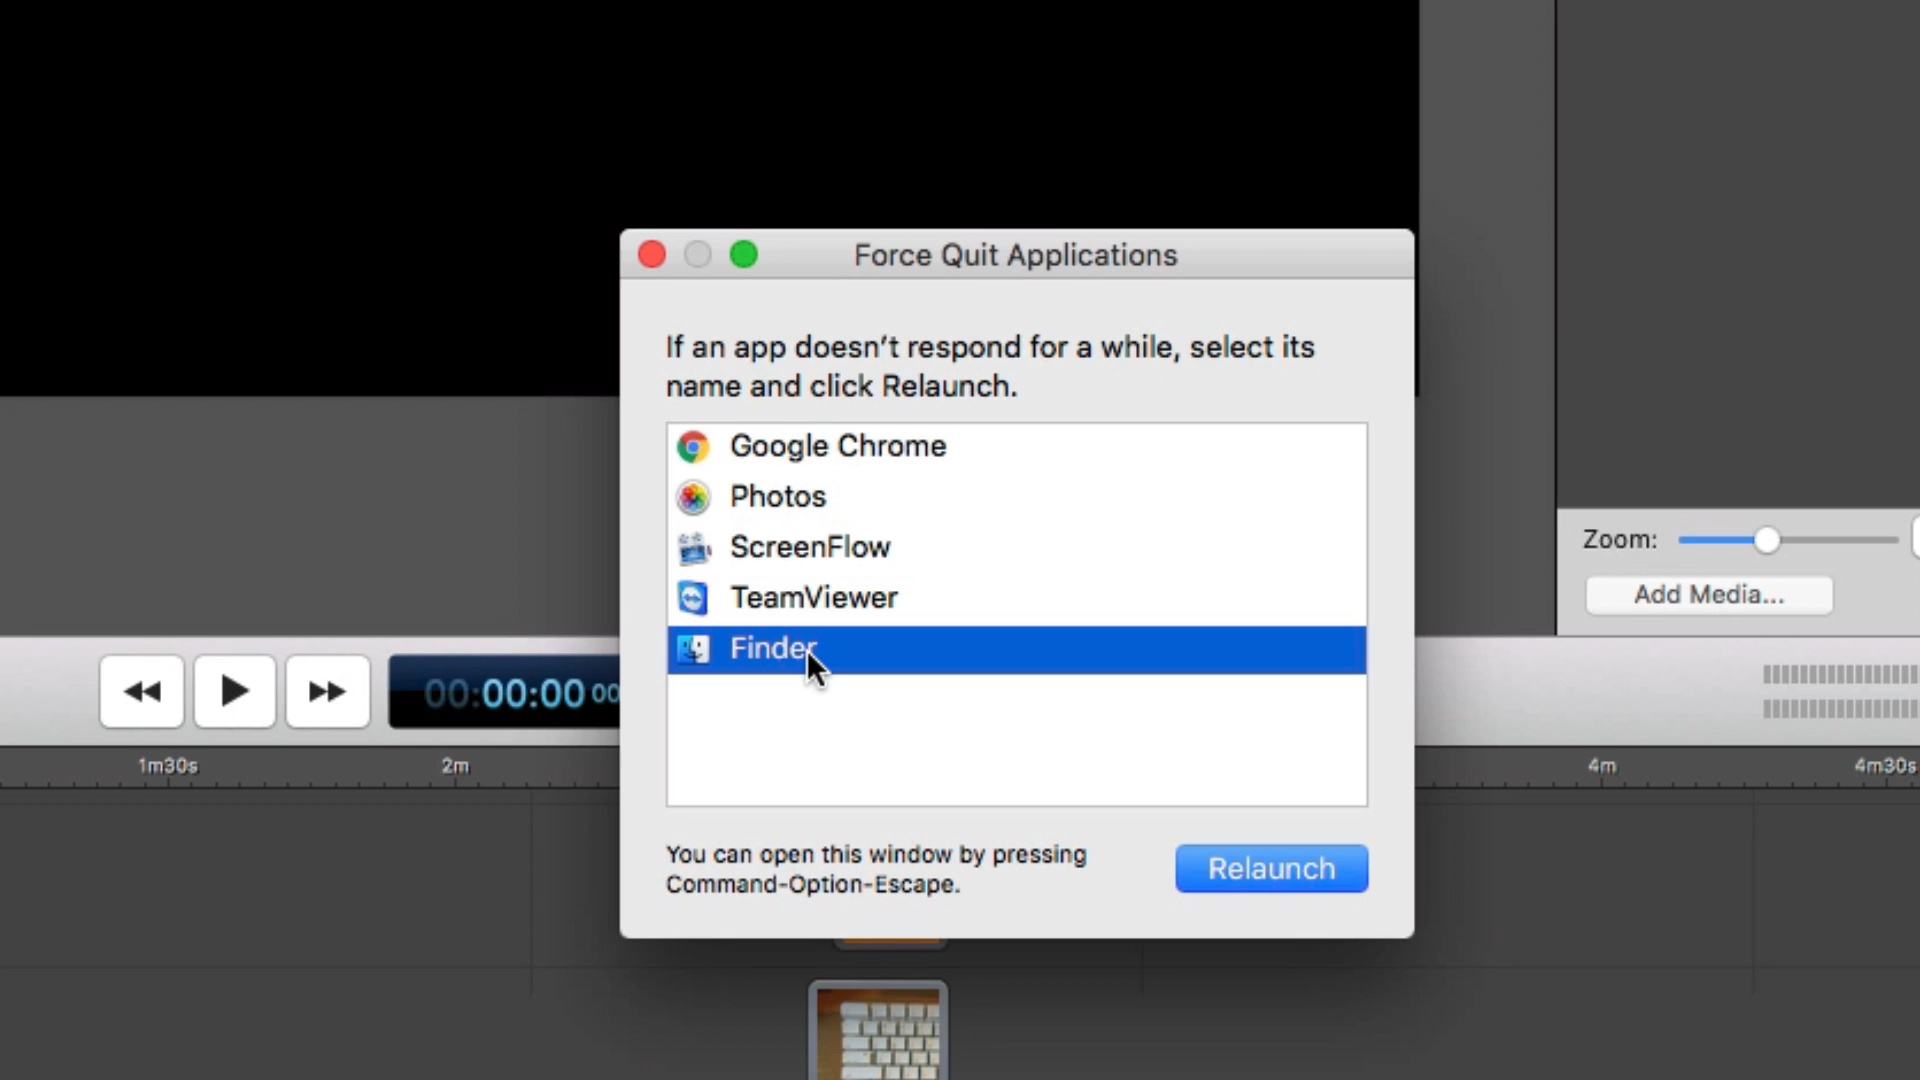 Force Quit Applications
If an app doesn't respond for a while, select its
name and click Relaunch.
Google Chrome
Photos
ScreenFlow
TeamViewer
Finder
You can open this window by pressing
Command-Option-Escape.
Relaunch
Zoom:
Add Media...
00:00:00 00
1m30s
2m
4m
4m30s